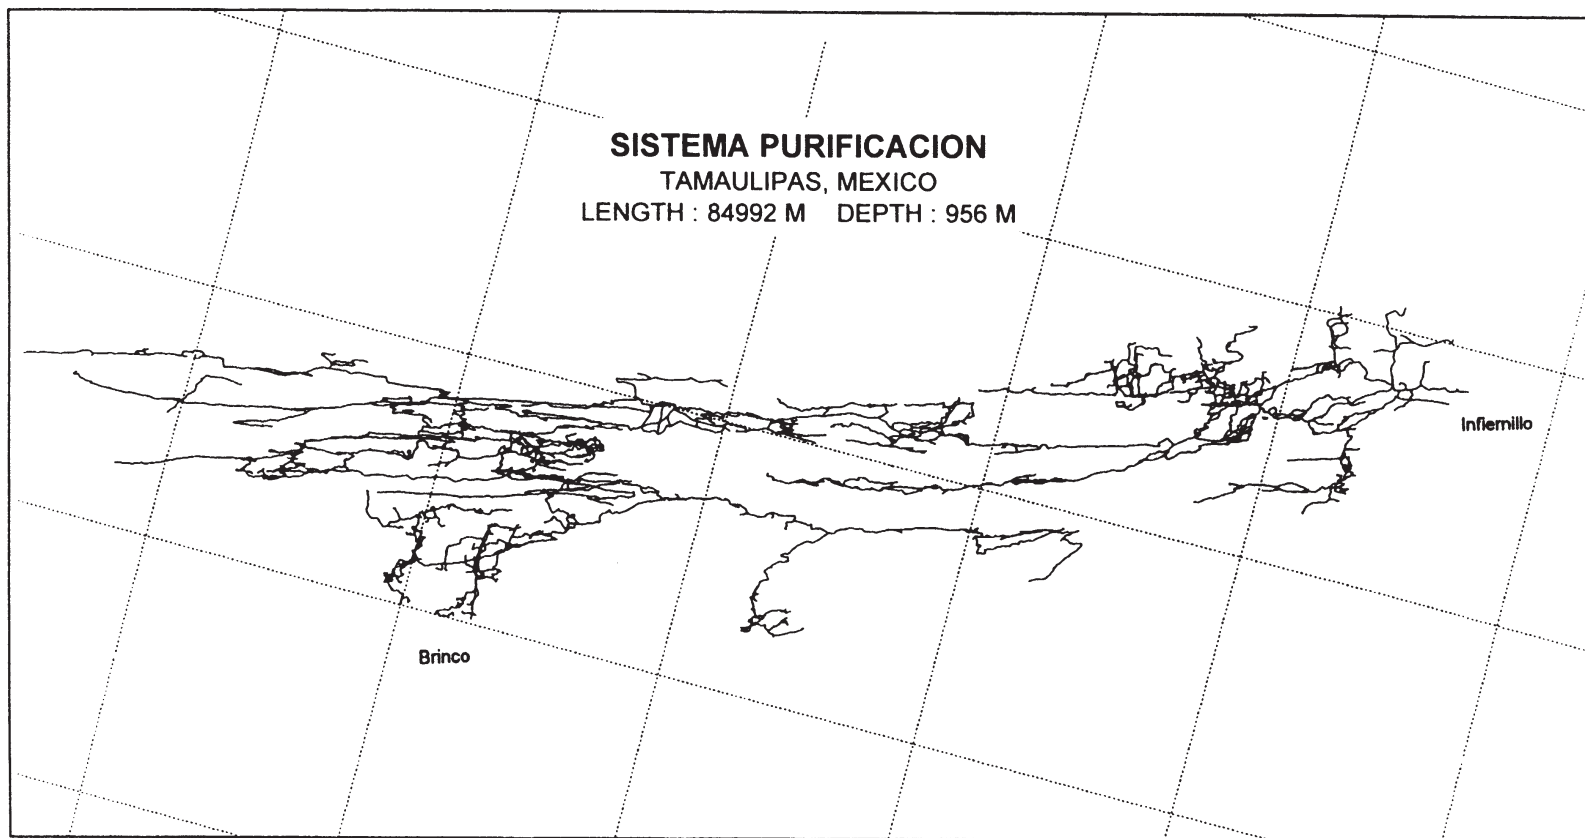 SISTEMA PURIFICACION
TAMAULIPAS, MEXICO
LENGTH : 84992 M DEPTH : 956 M
Infiernillo
Brinco